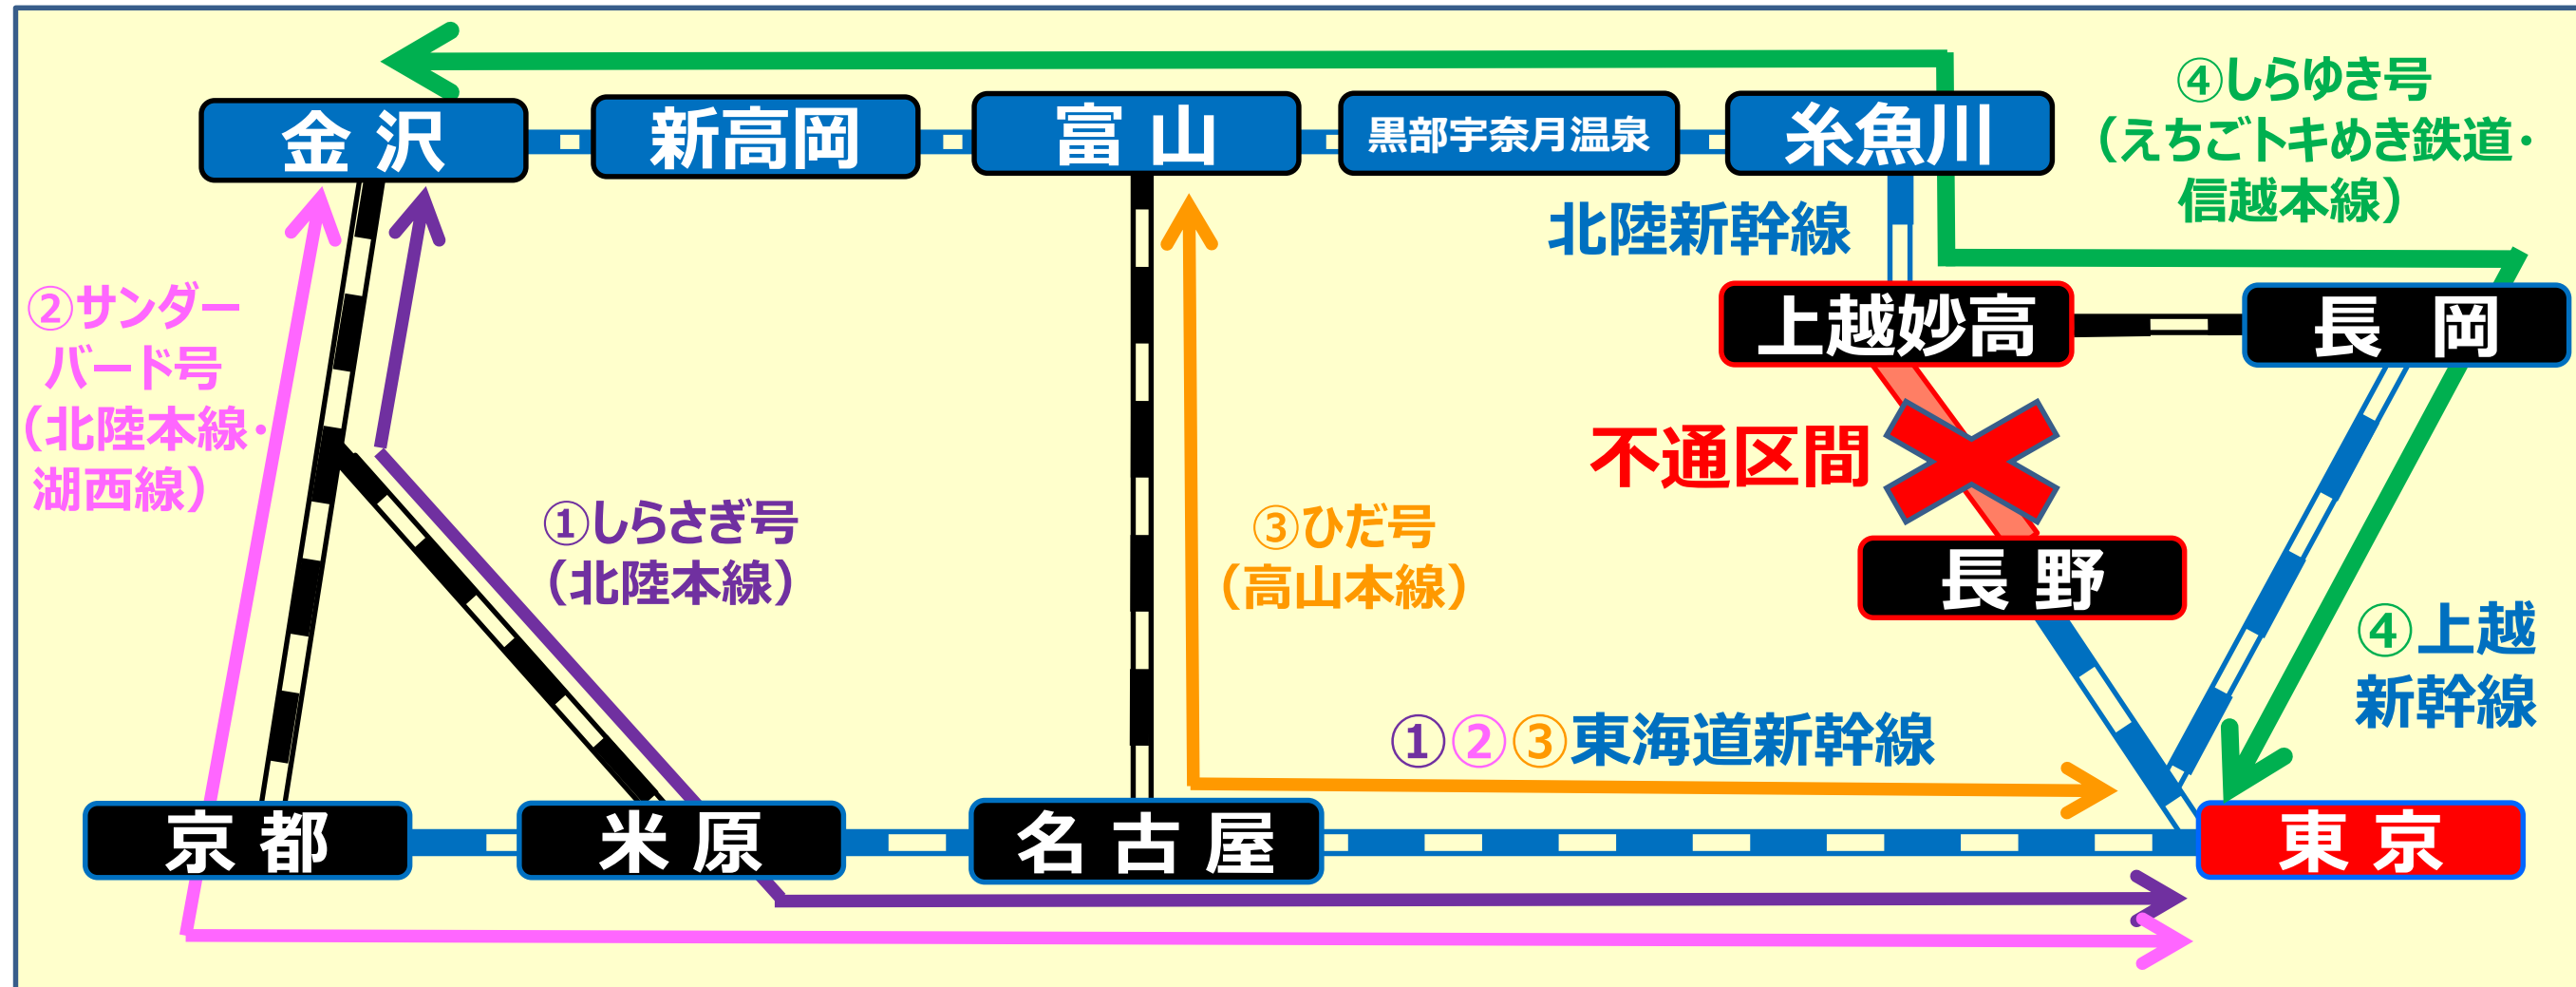 金沢
新高岡
富山
黒部宇奈月温泉
糸魚川
④しらゆき号
（えちごトキめき鉄道・
信越本線）
北陸新幹線
②サンダー
バード号
（北陸本線・
湖西線）
上越妙高
長岡
不通区間
①しらさぎ号
（北陸本線）
③ひだ号
（高山本線）
長野
④上越
新幹線
①②③東海道新幹線
京都
米原
名古屋
東京